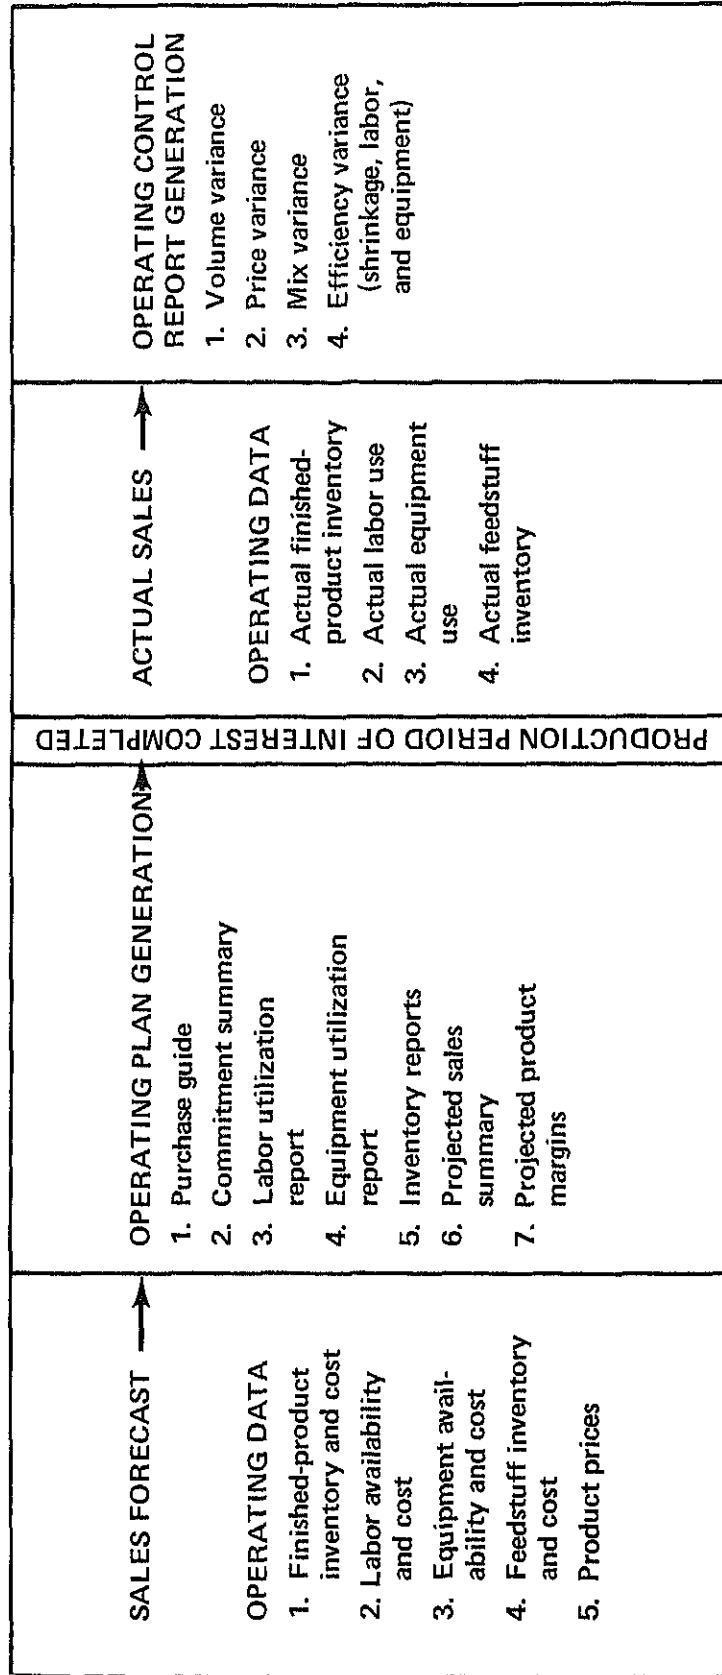 SALES FORECAST →
OPERATING DATA
1. Finished-product
inventory and cost
2. Labor availability
and cost
3. Equipment avail-
ability and cost
4. Feedstuff inventory
and cost
5. Product prices
OPERATING PLAN GENERATION →
1. Purchase guide
2. Commitment summary
3. Labor utilization
report
4. Equipment utilization
report
5. Inventory reports
6. Projected sales
summary
7. Projected product
margins
PRODUCTION PERIOD OF INTEREST COMPLETED
ACTUAL SALES →
OPERATING DATA
1. Actual finished-
product inventory
2. Actual labor use
3. Actual equipment
use
4. Actual feedstuff
inventory
OPERATING CONTROL
REPORT GENERATION
1. Volume variance
2. Price variance
3. Mix variance
4. Efficiency variance
(shrinkage, labor,
and equipment)